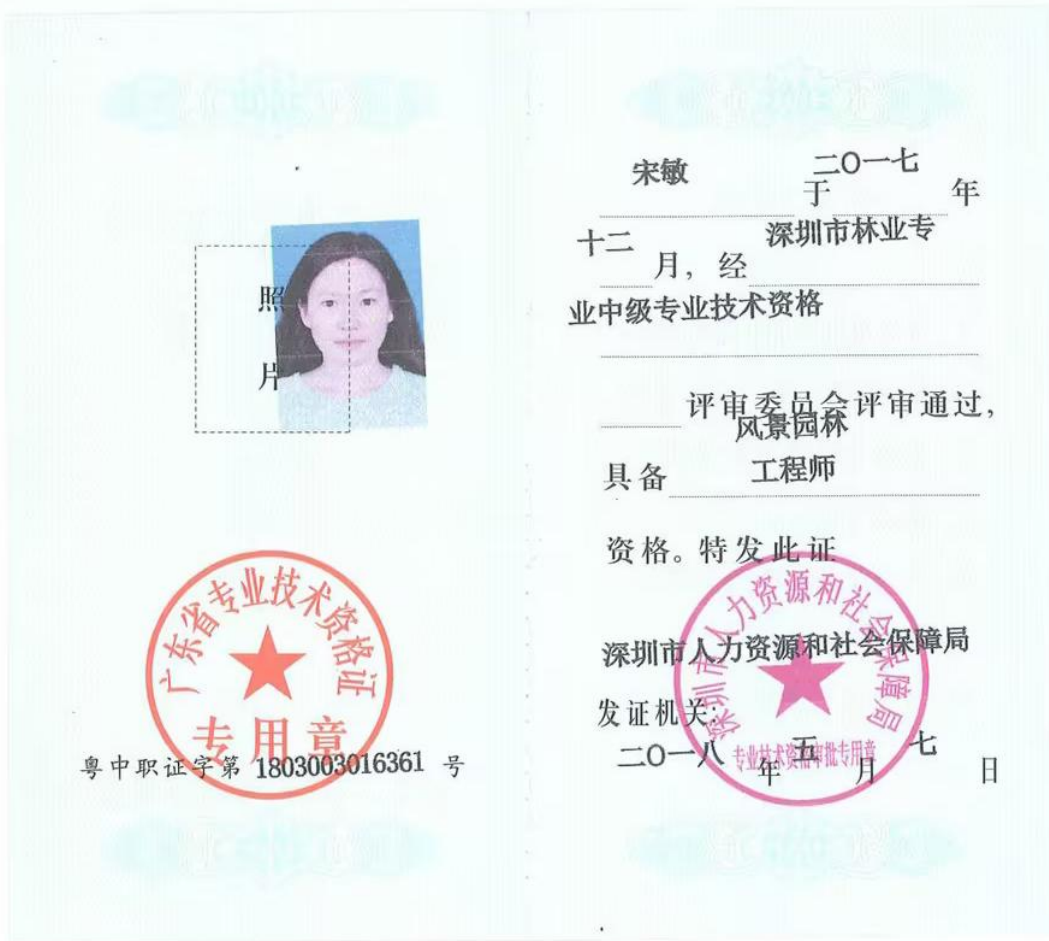 照
片
广东省专业技术资格证
专用章
粤中职证字第 1803003016361 号
宋敏 于 二〇一七 年
十二 月, 经 深圳市林业专
业中级专业技术资格
评审委员会评审通过,
风景园林
具备 工程师
资格。特发此证
深圳市人力资源和社会保障局
深圳市人力资源和社会保障局
发证机关:
专业技术资格审批专用章
二〇一八 年 五 月 七 日